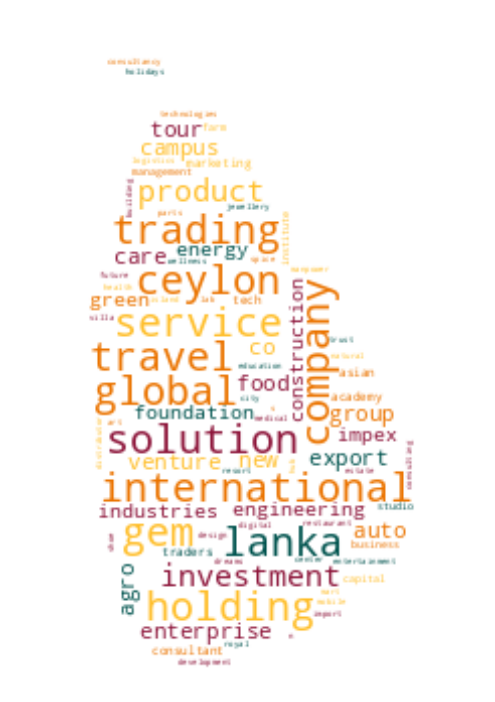 consultancy
holidays
technologies
tour farm
campus
logistics marketing
management
building
product
jewellery
parts
institute
trading
energy
care wellness spice
future
ceylon
manpower
health
green island lab tech
villa
service
construction
company
trust
travel co
natural
education
asian
global food
city
academy
foundation medical
group
art
distributor
solution
impex
venture new 2
export
consulting
resort estate
international
studio
industries engineering
digital restaurant
gem design
lanka
auto
business
traders
dreams center entertainment
agro
investment
capital
holding
mart
mobile
import
enterprise
royal
consultant
development